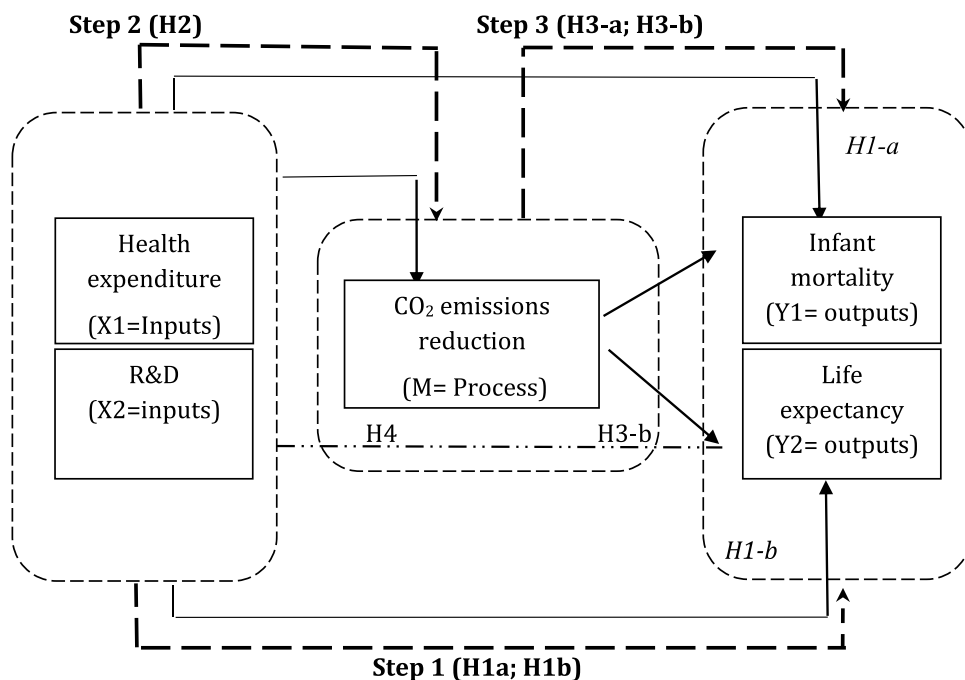 Step 2 (H2)
Step 3 (H3-a; H3-b)
H1-a
Health
expenditure
(X1=Inputs)
R&D
(X2=inputs)
CO₂ emissions
reduction
(M= Process)
H4
H3-b
Infant
mortality
(Y1= outputs)
Life
expectancy
(Y2= outputs)
H1-b
Step 1 (H1a; H1b)